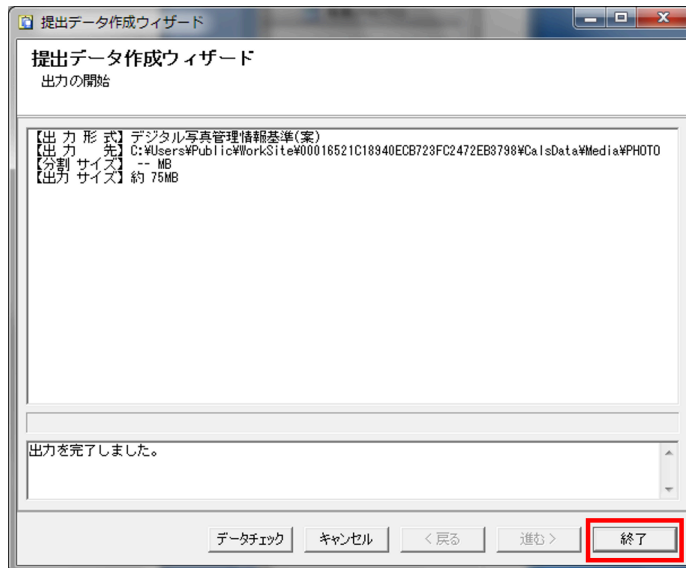 提出データ作成ウィザード
提出データ作成ウィザード
出力の開始
【出 力 形 式】デジタル写真管理情報基準(案)
【出 力 　 先】C:¥Users¥Public¥WorkSite¥00016521C18940ECB723FC2472EB3798¥CalsData¥Media¥PHOTO
【分割 サイズ】 -- MB
【出力 サイズ】約 75MB
出力を完了しました。
データチェック キャンセル <戻る 進む> 終了